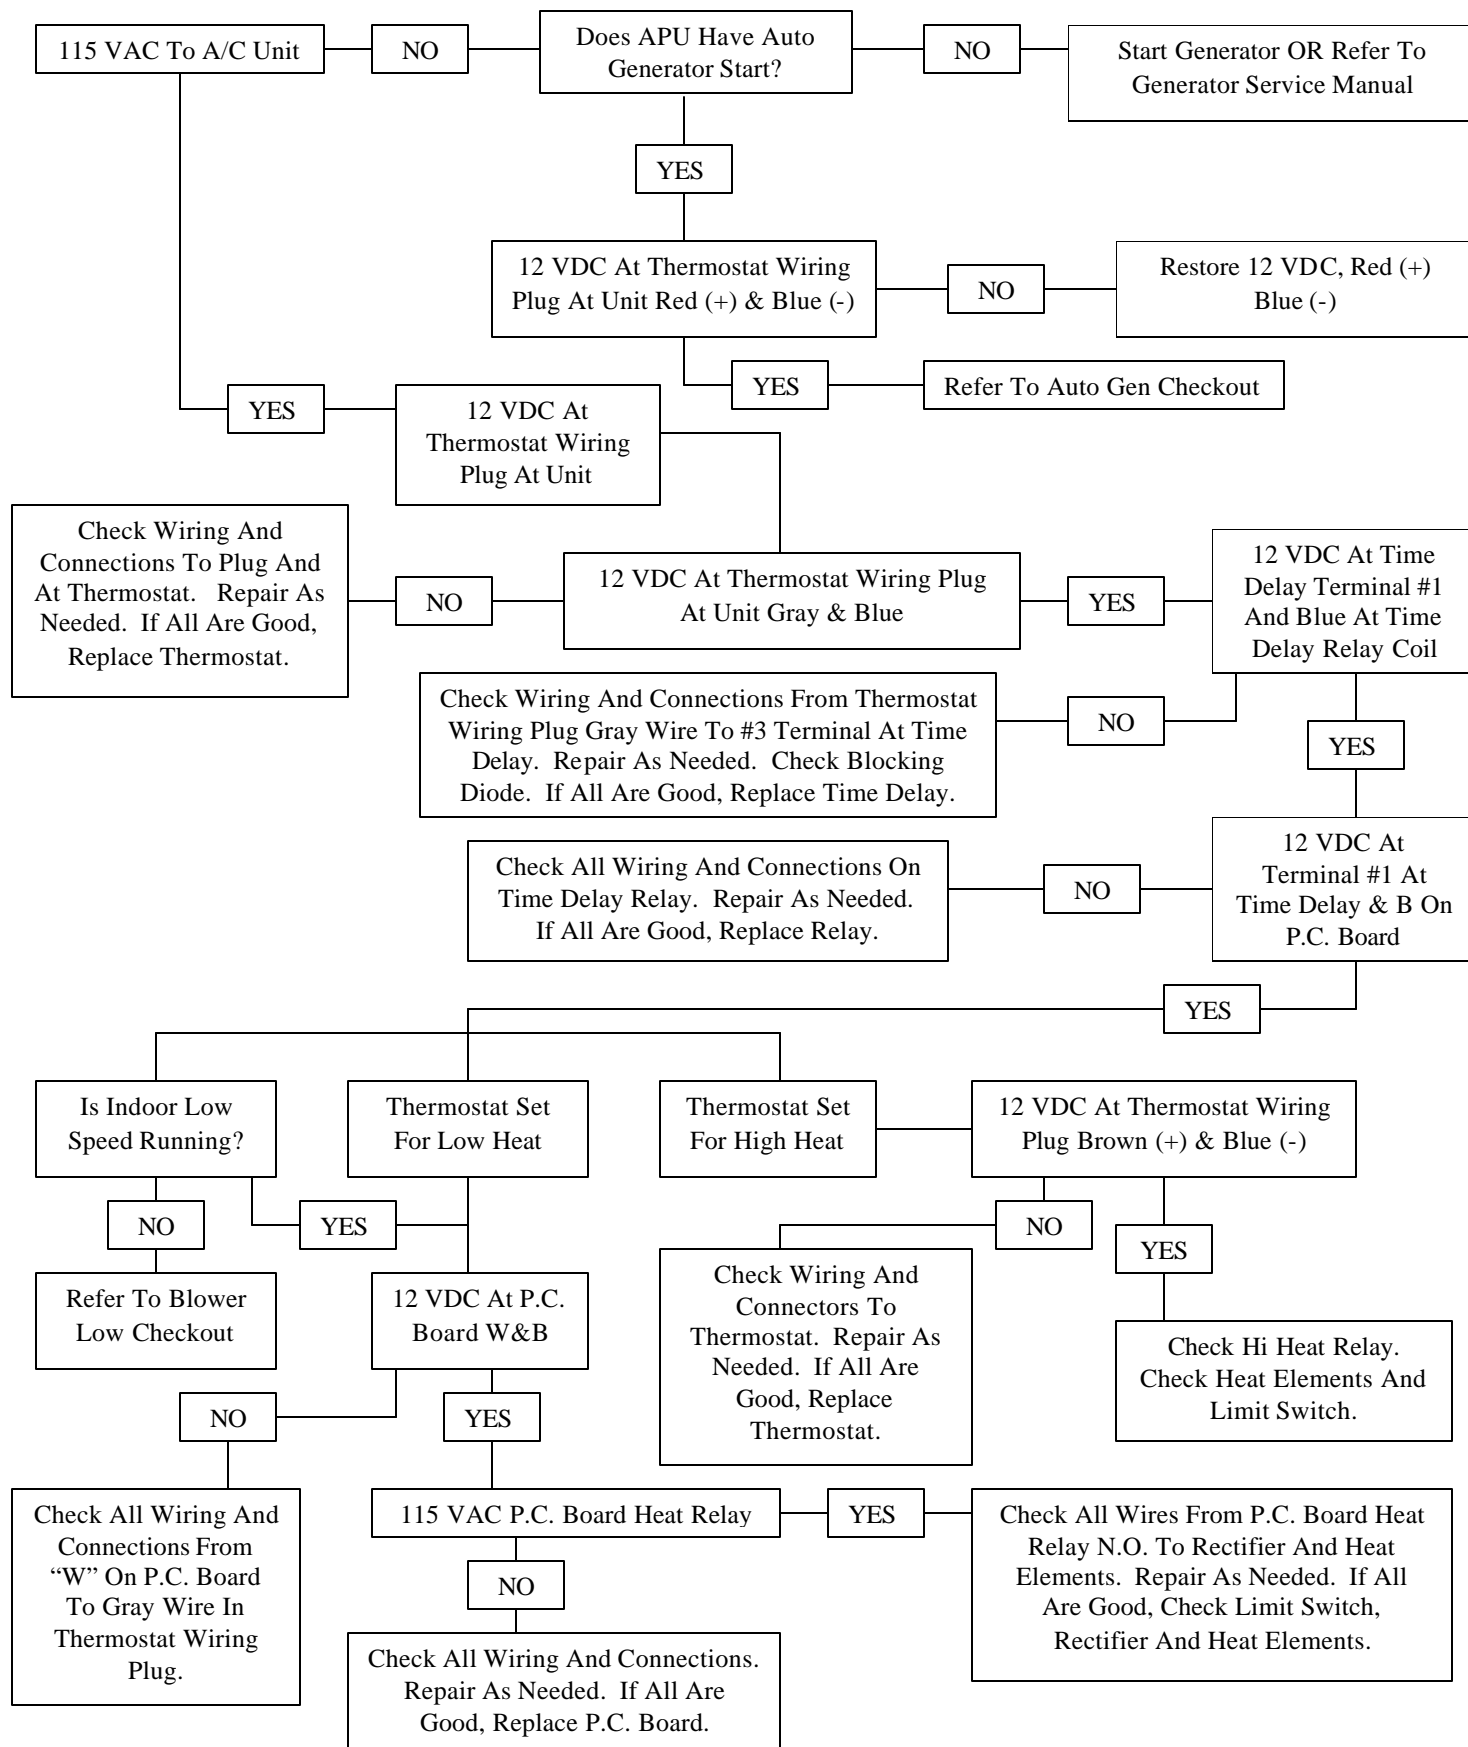 115 VAC To A/C Unit
NO
Does APU Have Auto
Generator Start?
NO
Start Generator OR Refer To
Generator Service Manual
YES
12 VDC At Thermostat Wiring
Plug At Unit Red (+) & Blue (-)
NO
Restore 12 VDC, Red (+)
Blue (-)
YES
Refer To Auto Gen Checkout
YES
12 VDC At
Thermostat Wiring
Plug At Unit
Check Wiring And
Connections To Plug And
At Thermostat. Repair As
Needed. If All Are Good,
Replace Thermostat.
NO
12 VDC At Thermostat Wiring Plug
At Unit Gray & Blue
YES
12 VDC At Time
Delay Terminal #1
And Blue At Time
Delay Relay Coil
Check Wiring And Connections From Thermostat
Wiring Plug Gray Wire To #3 Terminal At Time
Delay. Repair As Needed. Check Blocking
Diode. If All Are Good, Replace Time Delay.
NO
YES
Check All Wiring And Connections On
Time Delay Relay. Repair As Needed.
If All Are Good, Replace Relay.
NO
12 VDC At
Terminal #1 At
Time Delay & B On
P.C. Board
YES
Is Indoor Low
Speed Running?
Thermostat Set
For Low Heat
Thermostat Set
For High Heat
12 VDC At Thermostat Wiring
Plug Brown (+) & Blue (-)
NO
YES
NO
YES
Refer To Blower
Low Checkout
12 VDC At P.C.
Board W&B
Check Wiring And
Connectors To
Thermostat. Repair As
Needed. If All Are
Good, Replace
Thermostat.
Check Hi Heat Relay.
Check Heat Elements And
Limit Switch.
NO
YES
Check All Wiring And
Connections From
“W” On P.C. Board
To Gray Wire In
Thermostat Wiring
Plug.
115 VAC P.C. Board Heat Relay
YES
Check All Wires From P.C. Board Heat
Relay N.O. To Rectifier And Heat
Elements. Repair As Needed. If All
Are Good, Check Limit Switch,
Rectifier And Heat Elements.
NO
Check All Wiring And Connections.
Repair As Needed. If All Are
Good, Replace P.C. Board.